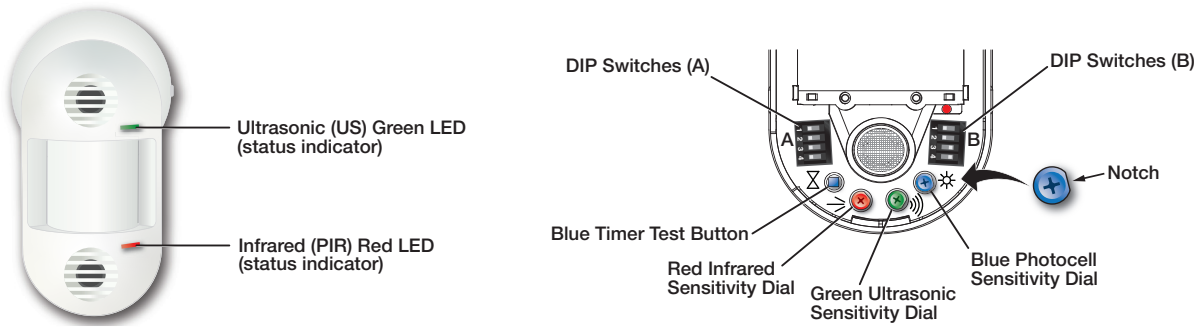 Ultrasonic (US) Green LED
(status indicator)
Infrared (PIR) Red LED
(status indicator)
DIP Switches (A)
DIP Switches (B)
A
1
2
3
4
B
1
2
3
4
Notch
Blue Timer Test Button
Red Infrared
Sensitivity Dial
Green Ultrasonic
Sensitivity Dial
Blue Photocell
Sensitivity Dial